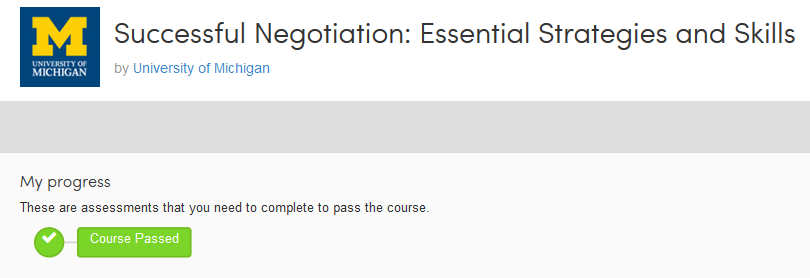 M
UNIVERSITY OF
MICHIGAN
Successful Negotiation: Essential Strategies and Skills
by University of Michigan
My progress
These are assessments that you need to complete to pass the course.
Course Passed